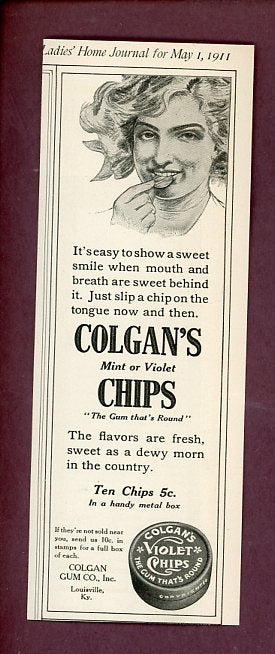 Ladies' Home Journal for May 1, 1911
It's easy to show a sweet
smile when mouth and
breath are sweet behind
it. Just slip a chip on the
tongue now and then.
COLGAN'S
Mint or Violet
CHIPS
"The Gum that's Round"
The flavors are fresh,
sweet as a dewy morn
in the country.
Ten Chips 5c.
In a handy metal box
If they're not sold near
you, send us 10c. in
stamps for a full box
of each.
COLGAN
GUM CO., Inc.
Louisville,
Ky.
COLGAN'S
VIOLET
CHIPS
THE GUM THAT'S ROUND
COPYRIGHTED